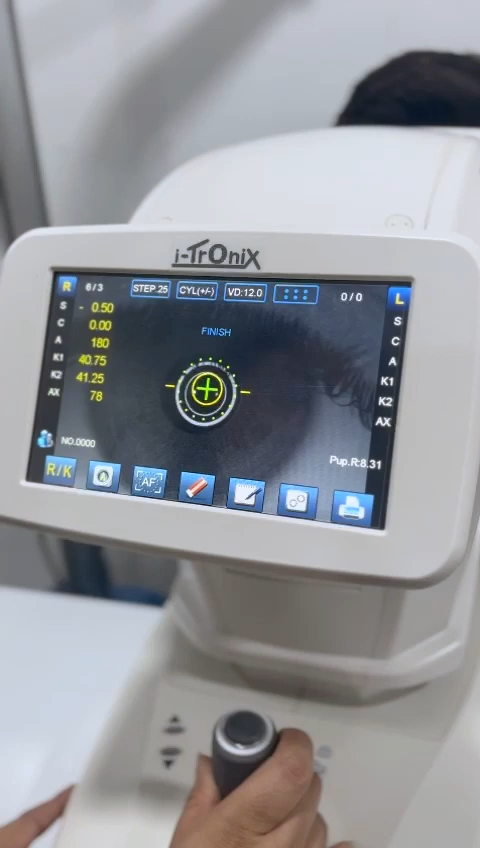 i-TrOniX
R 6/3 STEP.25 CYL(+/-) VD:12.0 0/0 L
S - 0.50 FINISH S
C 0.00 C
A 180 A
K1 40.75 K1
K2 41.25 K2
AX 78 AX
NO.0000 Pup.R:8.31
R/K AF